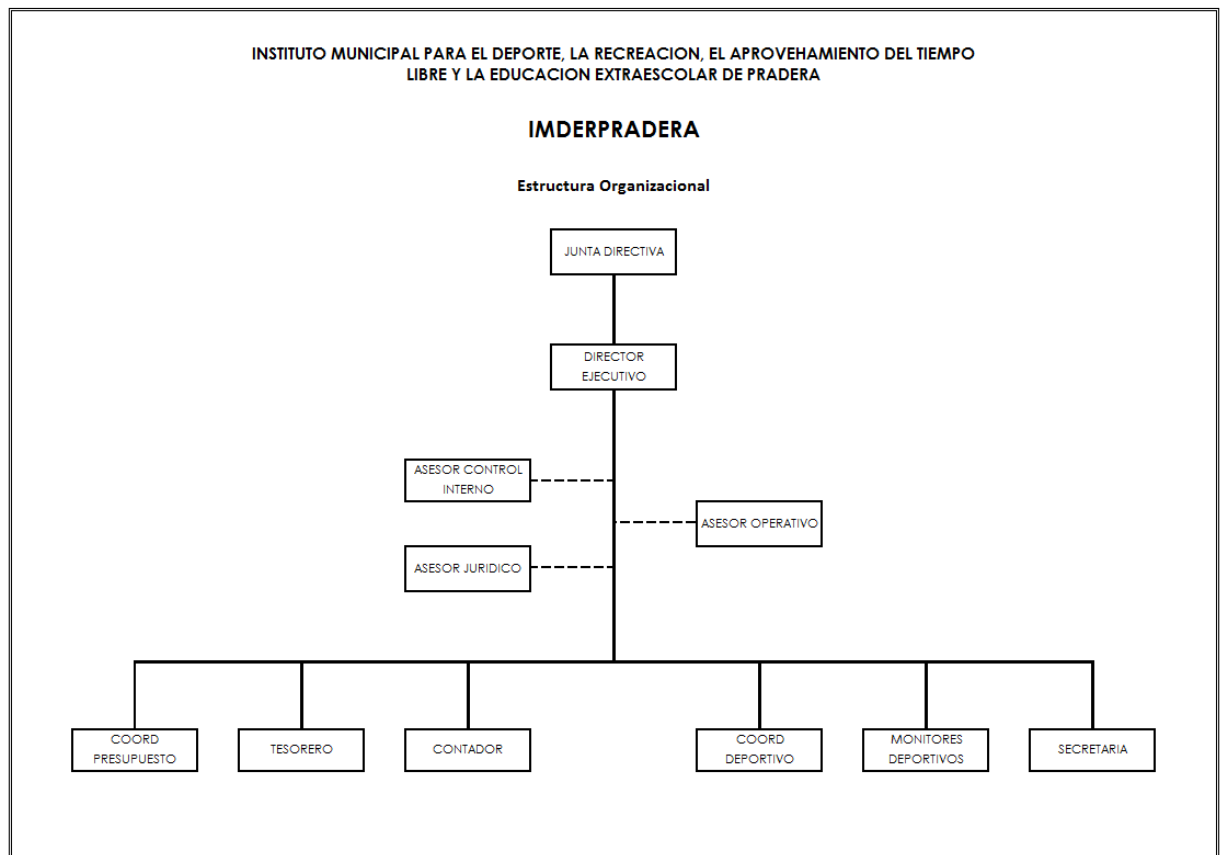 INSTITUTO MUNICIPAL PARA EL DEPORTE, LA RECREACION, EL APROVEHAMIENTO DEL TIEMPO
LIBRE Y LA EDUCACION EXTRAESCOLAR DE PRADERA
IMDERPRADERA
Estructura Organizacional
JUNTA DIRECTIVA
DIRECTOR
EJECUTIVO
ASESOR CONTROL
INTERNO
ASESOR OPERATIVO
ASESOR JURIDICO
COORD
PRESUPUESTO
TESORERO
CONTADOR
COORD
DEPORTIVO
MONITORES
DEPORTIVOS
SECRETARIA